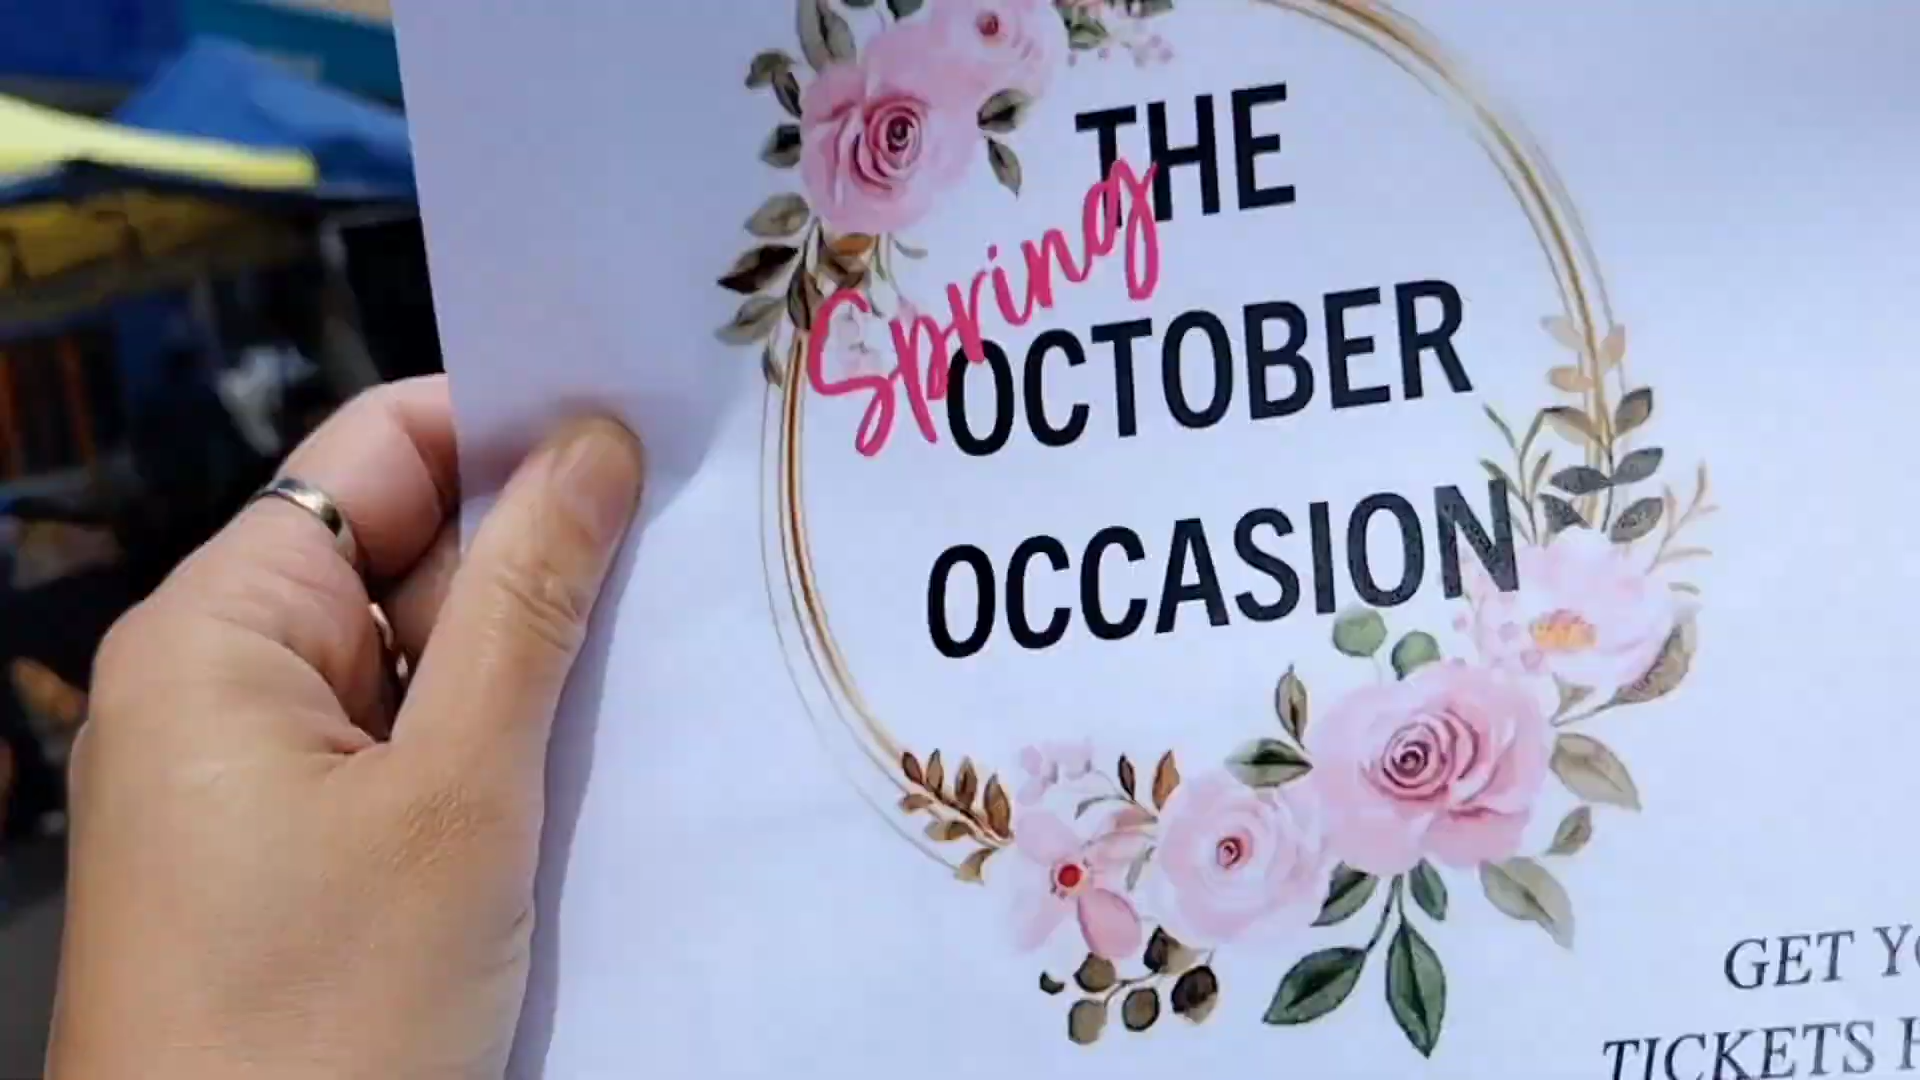 THE
Spring
OCTOBER
OCCASION
GET
TICKETS